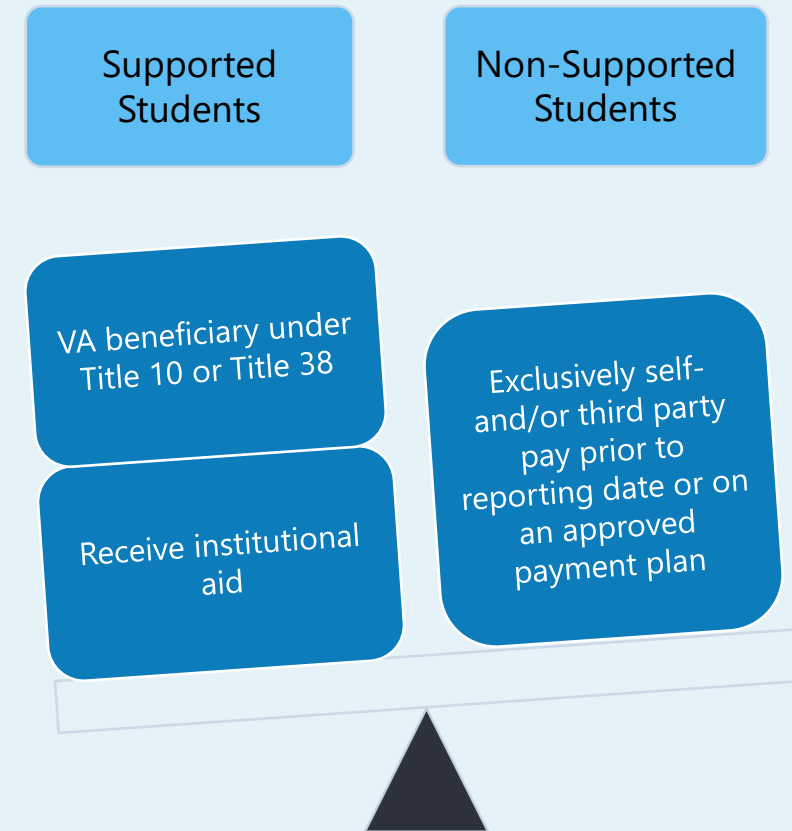 Supported
Students
Non-Supported
Students
VA beneficiary under
Title 10 or Title 38
Receive institutional
aid
Exclusively self-
and/or third party
pay prior to
reporting date or on
an approved
payment plan